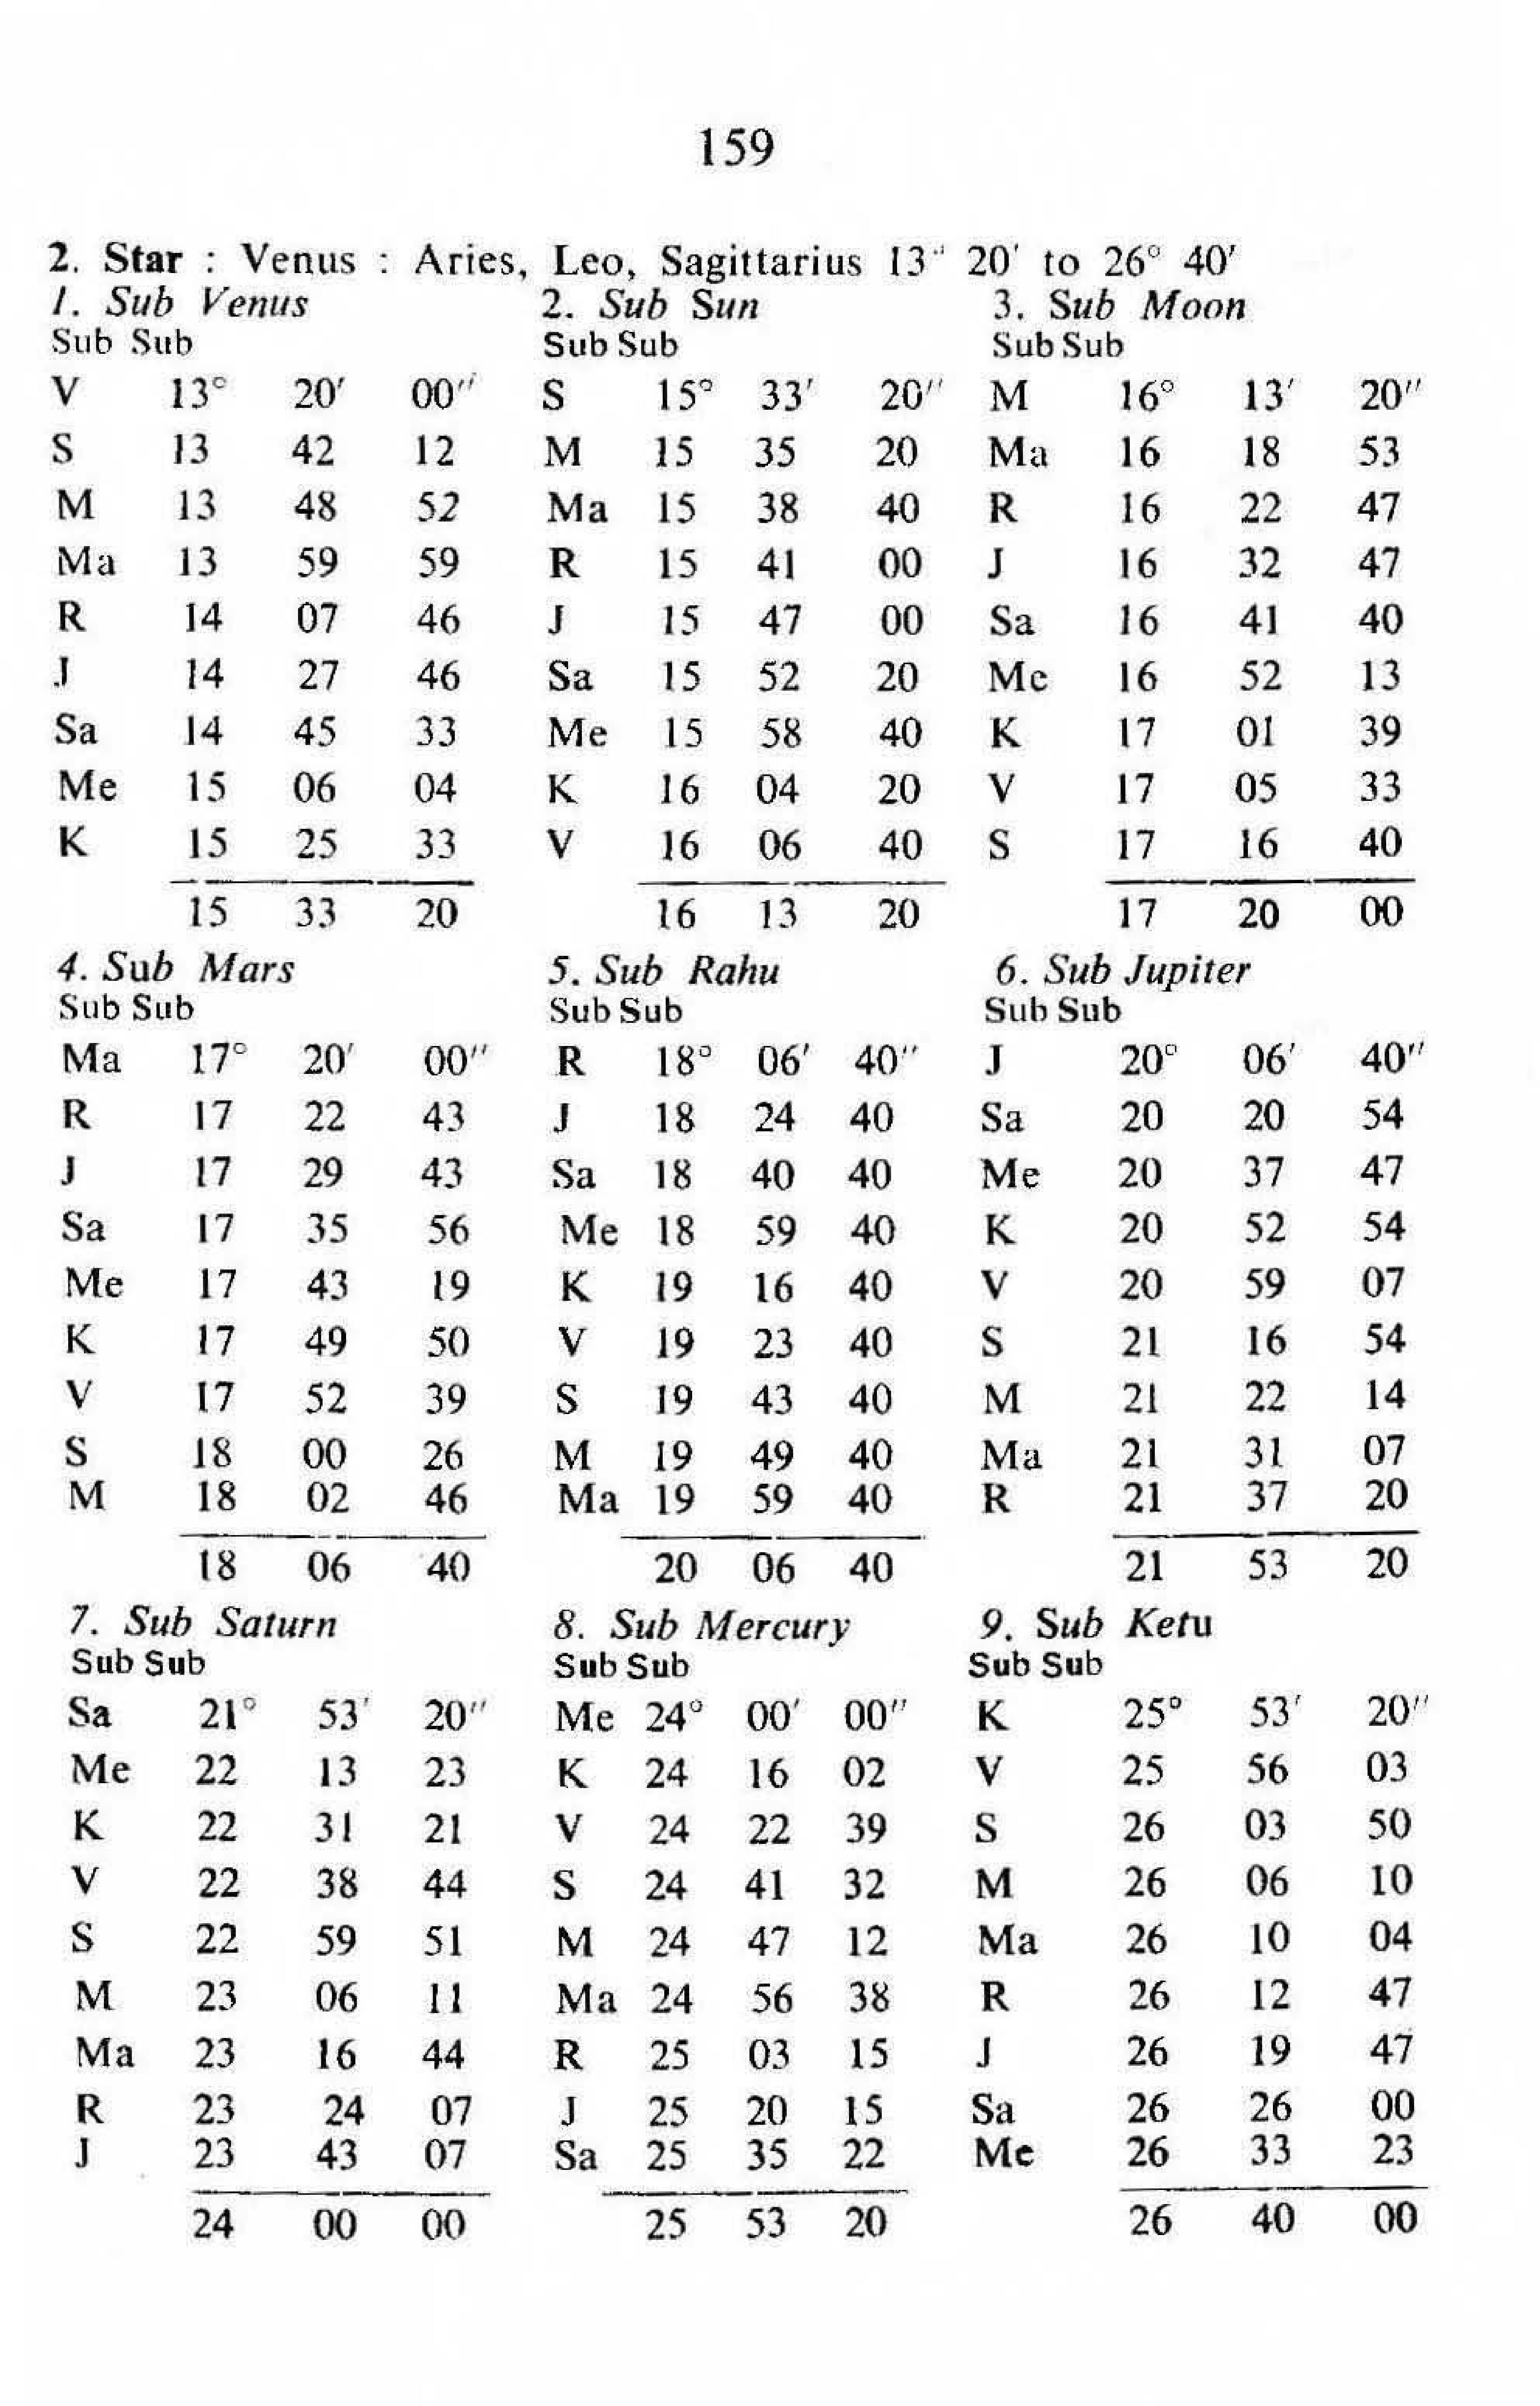 159
2. Star : Venus : Aries, Leo, Sagittarius 13° 20′ to 26° 40′
1. Sub Venus 2. Sub Sun 3. Sub Moon
Sub Sub Sub Sub Sub Sub
V 13° 20′ 00″ S 15° 33′ 20″ M 16° 13′ 20″
S 13 42 12 M 15 35 20 Ma 16 18 53
M 13 48 52 Ma 15 38 40 R 16 22 47
Ma 13 59 59 R 15 41 00 J 16 32 47
R 14 07 46 J 15 47 00 Sa 16 41 40
J 14 27 46 Sa 15 52 20 Me 16 52 13
Sa 14 45 33 Me 15 58 40 K 17 01 39
Me 15 06 04 K 16 04 20 V 17 05 33
K 15 25 33 V 16 06 40 S 17 16 40
15 33 20 16 13 20 17 20 00
4. Sub Mars 5. Sub Rahu 6. Sub Jupiter
Sub Sub Sub Sub Sub Sub
Ma 17° 20′ 00″ R 18° 06′ 40″ J 20° 06′ 40″
R 17 22 43 J 18 24 40 Sa 20 20 54
J 17 29 43 Sa 18 40 40 Me 20 37 47
Sa 17 35 56 Me 18 59 40 K 20 52 54
Me 17 43 19 K 19 16 40 V 20 59 07
K 17 49 50 V 19 23 40 S 21 16 54
V 17 52 39 S 19 43 40 M 21 22 14
S 18 00 26 M 19 49 40 Ma 21 31 07
M 18 02 46 Ma 19 59 40 R 21 37 20
18 06 40 20 06 40 21 53 20
7. Sub Saturn 8. Sub Mercury 9. Sub Ketu
Sub Sub Sub Sub Sub Sub
Sa 21° 53′ 20″ Me 24° 00′ 00″ K 25° 53′ 20″
Me 22 13 23 K 24 16 02 V 25 56 03
K 22 31 21 V 24 22 39 S 26 03 50
V 22 38 44 S 24 41 32 M 26 06 10
S 22 59 51 M 24 47 12 Ma 26 10 04
M 23 06 11 Ma 24 56 38 R 26 12 47
Ma 23 16 44 R 25 03 15 J 26 19 47
R 23 24 07 J 25 20 15 Sa 26 26 00
J 23 43 07 Sa 25 35 22 Me 26 33 23
24 00 00 25 53 20 26 40 00